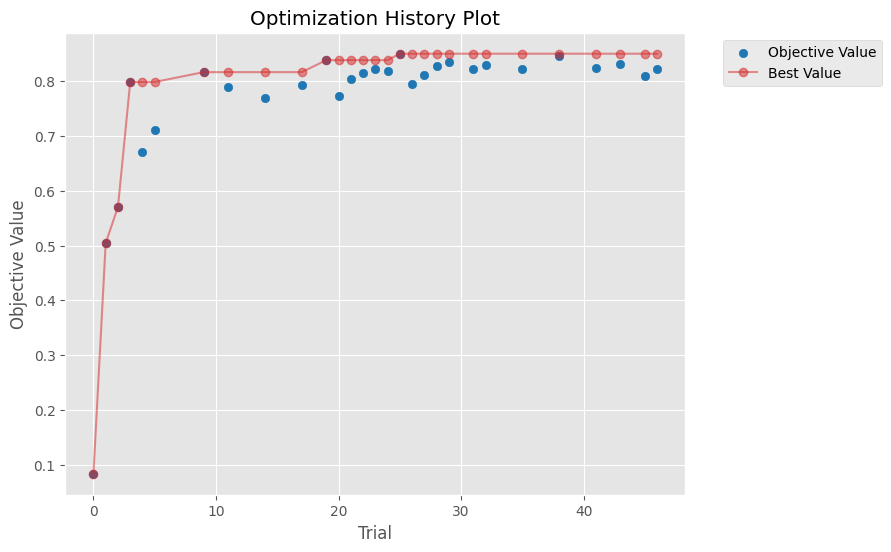 Optimization History Plot
Objective Value
Best Value
Objective Value
0.8
0.7
0.6
0.5
0.4
0.3
0.2
0.1
0 10 20 30 40
Trial